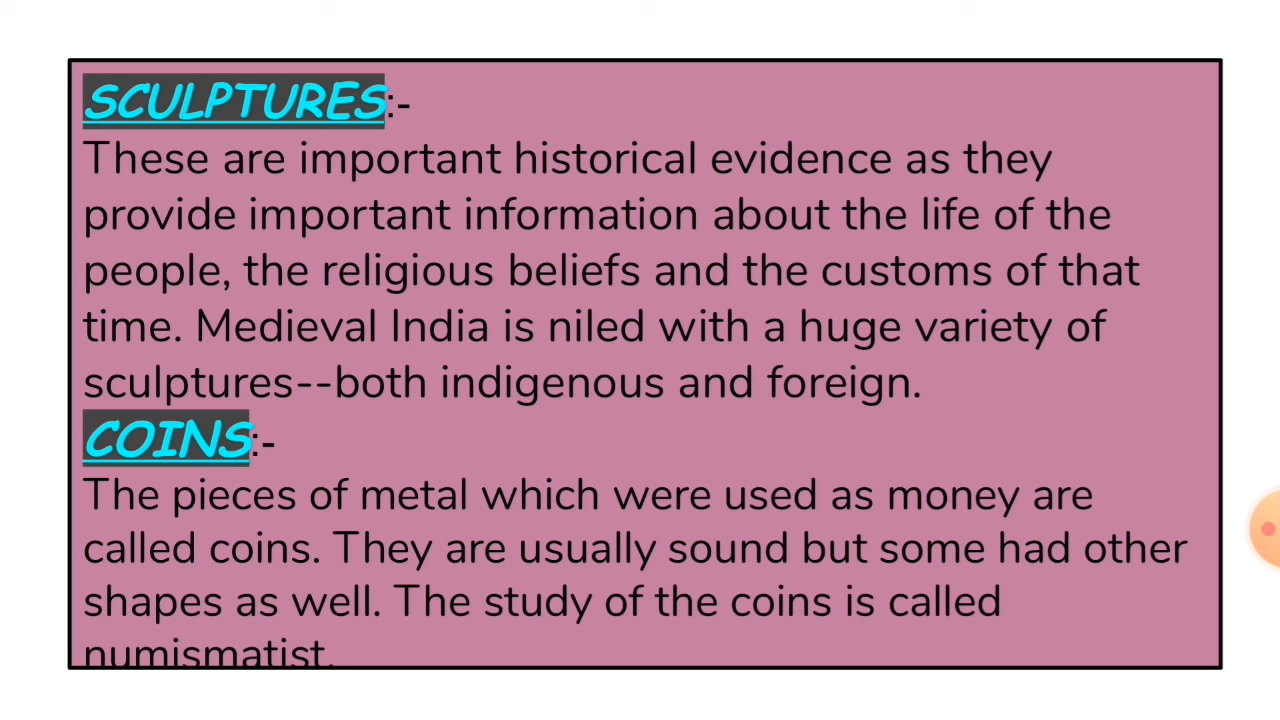 SCULPTURES:-
These are important historical evidence as they
provide important information about the life of the
people, the religious beliefs and the customs of that
time. Medieval India is niled with a huge variety of
sculptures--both indigenous and foreign.
COINS:-
The pieces of metal which were used as money are
called coins. They are usually sound but some had other
shapes as well. The study of the coins is called
numismatist.